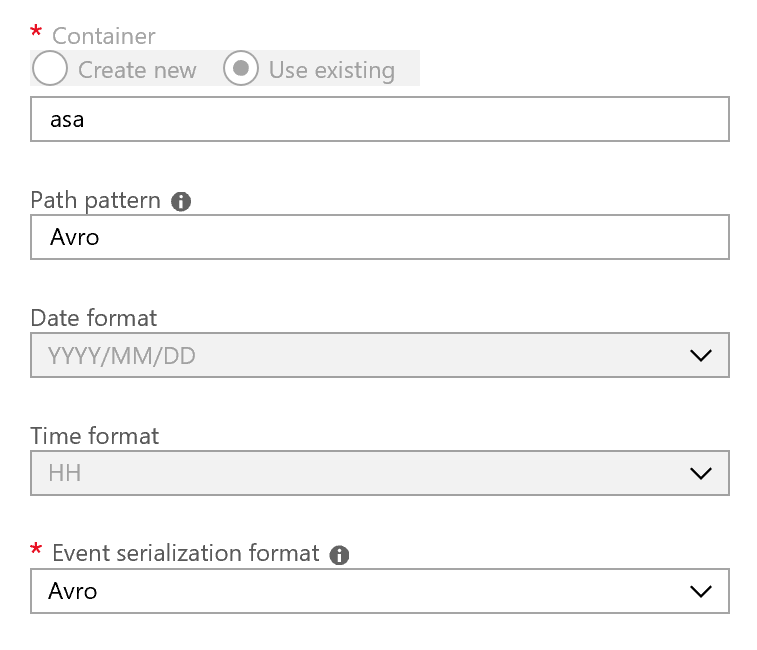 * Container
Create new Use existing
asa
Path pattern
Avro
Date format
YYYY/MM/DD
Time format
HH
* Event serialization format
Avro